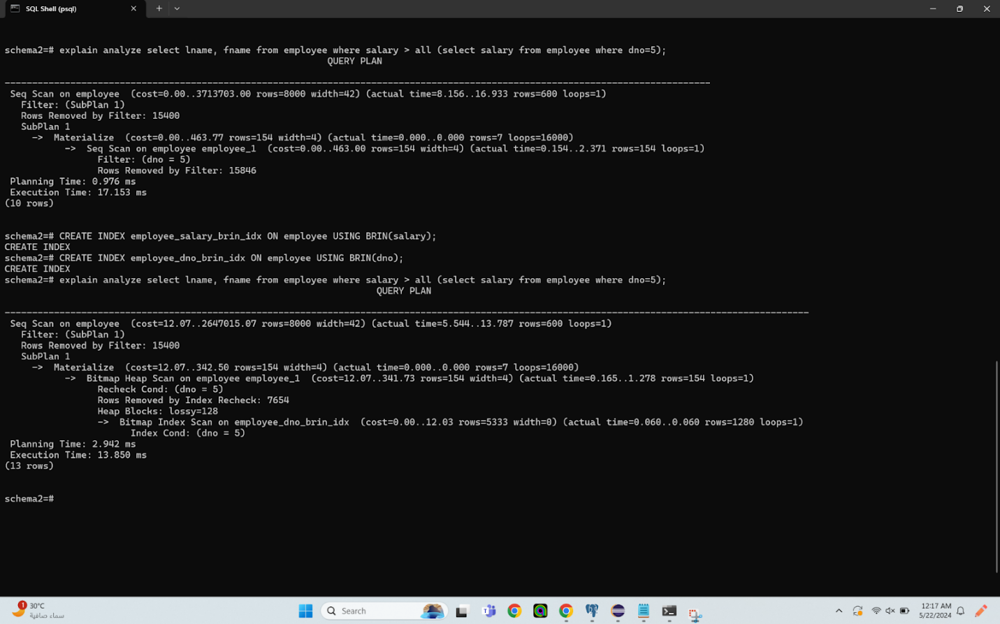 SQL Shell (psql)
schema2=# explain analyze select lname, fname from employee where salary > all (select salary from employee where dno=5);
QUERY PLAN
Seq Scan on employee  (cost=0.00..3713703.00 rows=8000 width=42) (actual time=8.156..16.933 rows=600 loops=1)
Filter: (SubPlan 1)
Rows Removed by Filter: 15400
SubPlan 1
->  Materialize  (cost=0.00..463.77 rows=154 width=4) (actual time=0.000..0.000 rows=7 loops=16000)
->  Seq Scan on employee employee_1  (cost=0.00..463.00 rows=154 width=4) (actual time=0.154..2.371 rows=154 loops=1)
Filter: (dno = 5)
Rows Removed by Filter: 15846
Planning Time: 0.976 ms
Execution Time: 17.153 ms
(10 rows)
schema2=# CREATE INDEX employee_salary_brin_idx ON employee USING BRIN(salary);
CREATE INDEX
schema2=# CREATE INDEX employee_dno_brin_idx ON employee USING BRIN(dno);
CREATE INDEX
schema2=# explain analyze select lname, fname from employee where salary > all (select salary from employee where dno=5);
QUERY PLAN
Seq Scan on employee  (cost=12.07..2647015.07 rows=8000 width=42) (actual time=5.544..13.787 rows=600 loops=1)
Filter: (SubPlan 1)
Rows Removed by Filter: 15400
SubPlan 1
->  Materialize  (cost=12.07..342.50 rows=154 width=4) (actual time=0.000..0.000 rows=7 loops=16000)
->  Bitmap Heap Scan on employee employee_1  (cost=12.07..341.73 rows=154 width=4) (actual time=0.165..1.278 rows=154 loops=1)
Recheck Cond: (dno = 5)
Rows Removed by Index Recheck: 7654
Heap Blocks: lossy=128
->  Bitmap Index Scan on employee_dno_brin_idx  (cost=0.00..12.03 rows=5333 width=0) (actual time=0.060..0.060 rows=1280 loops=1)
Index Cond: (dno = 5)
Planning Time: 2.942 ms
Execution Time: 13.850 ms
(13 rows)
schema2=#
1
30°C
سماء صافية
Search
12:17 AM
5/22/2024